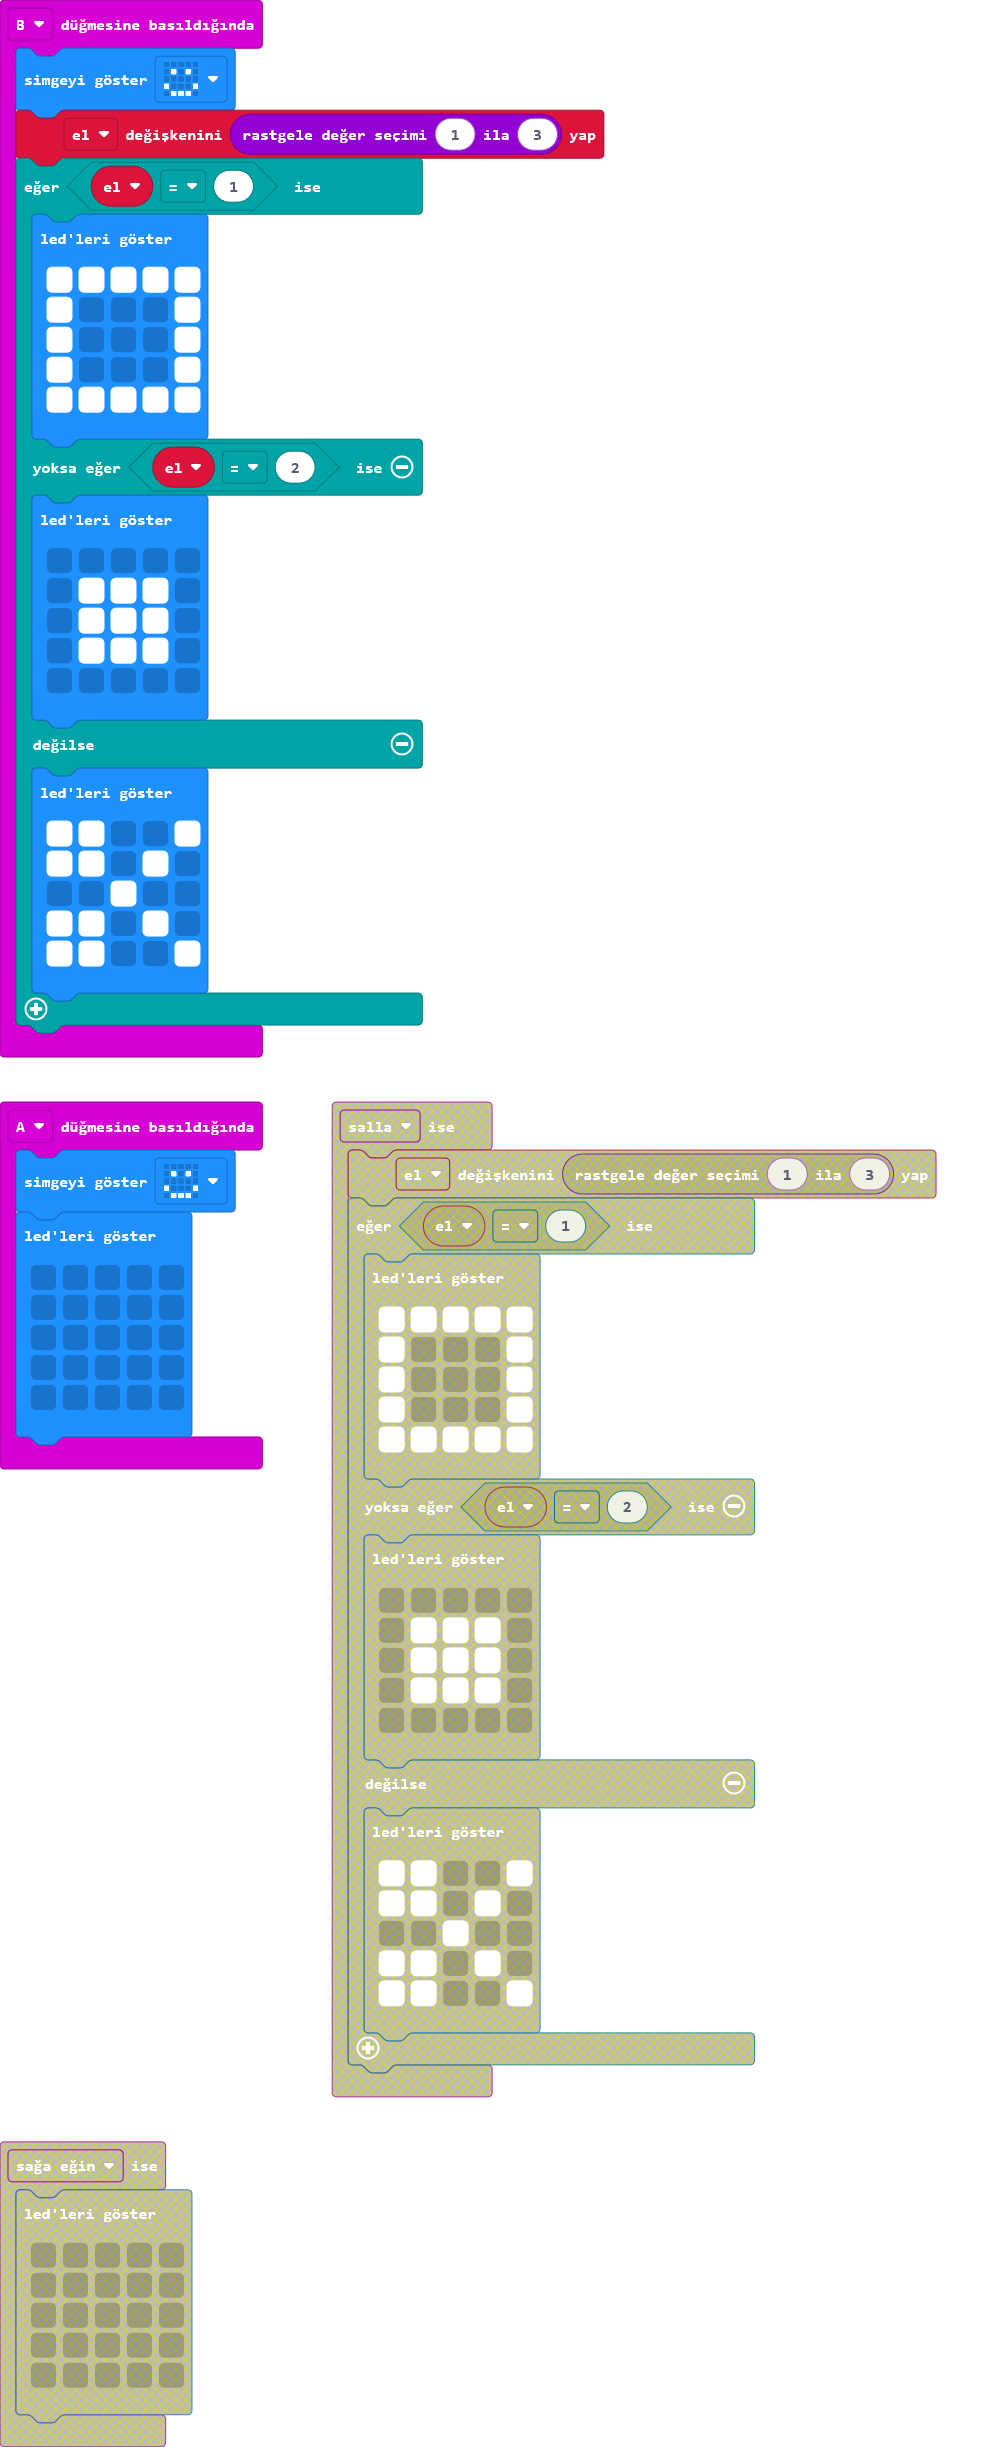 B düğmesine basıldığında
simgeyi göster
el değişkenini rastgele değer seçimi 1 ila 3 yap
eğer el = 1 ise
led'leri göster
yoksa eğer el = 2 ise
led'leri göster
değilse
led'leri göster
A düğmesine basıldığında
simgeyi göster
led'leri göster
salla ise
el değişkenini rastgele değer seçimi 1 ila 3 yap
eğer el = 1 ise
led'leri göster
yoksa eğer el = 2 ise
led'leri göster
değilse
led'leri göster
sağa eğin ise
led'leri göster